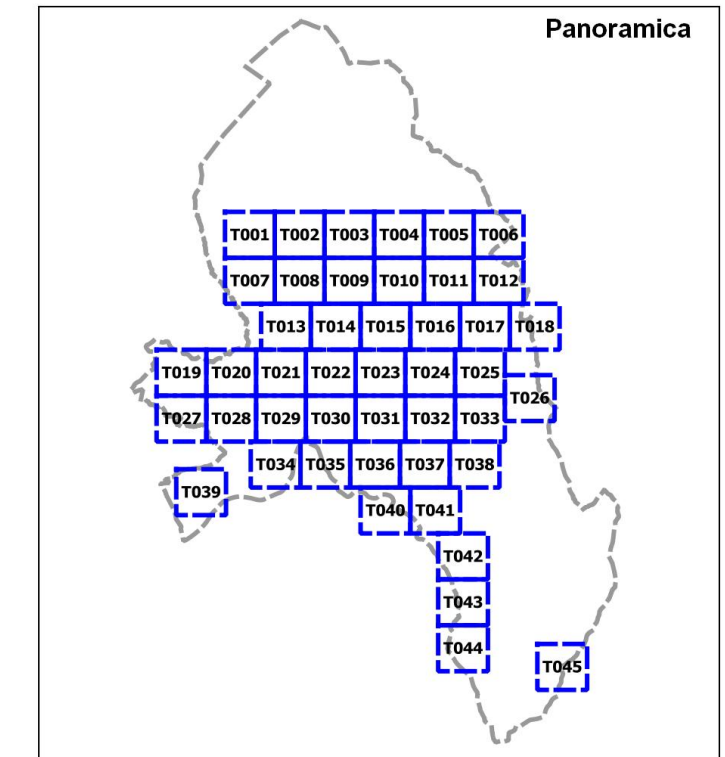 Panoramica
T001 T002 T003 T004 T005 T006
T007 T008 T009 T010 T011 T012
T013 T014 T015 T016 T017 T018
T019 T020 T021 T022 T023 T024 T025
T026
T027 T028 T029 T030 T031 T032 T033
T034 T035 T036 T037 T038
T039
T040 T041
T042
T043
T044
T045